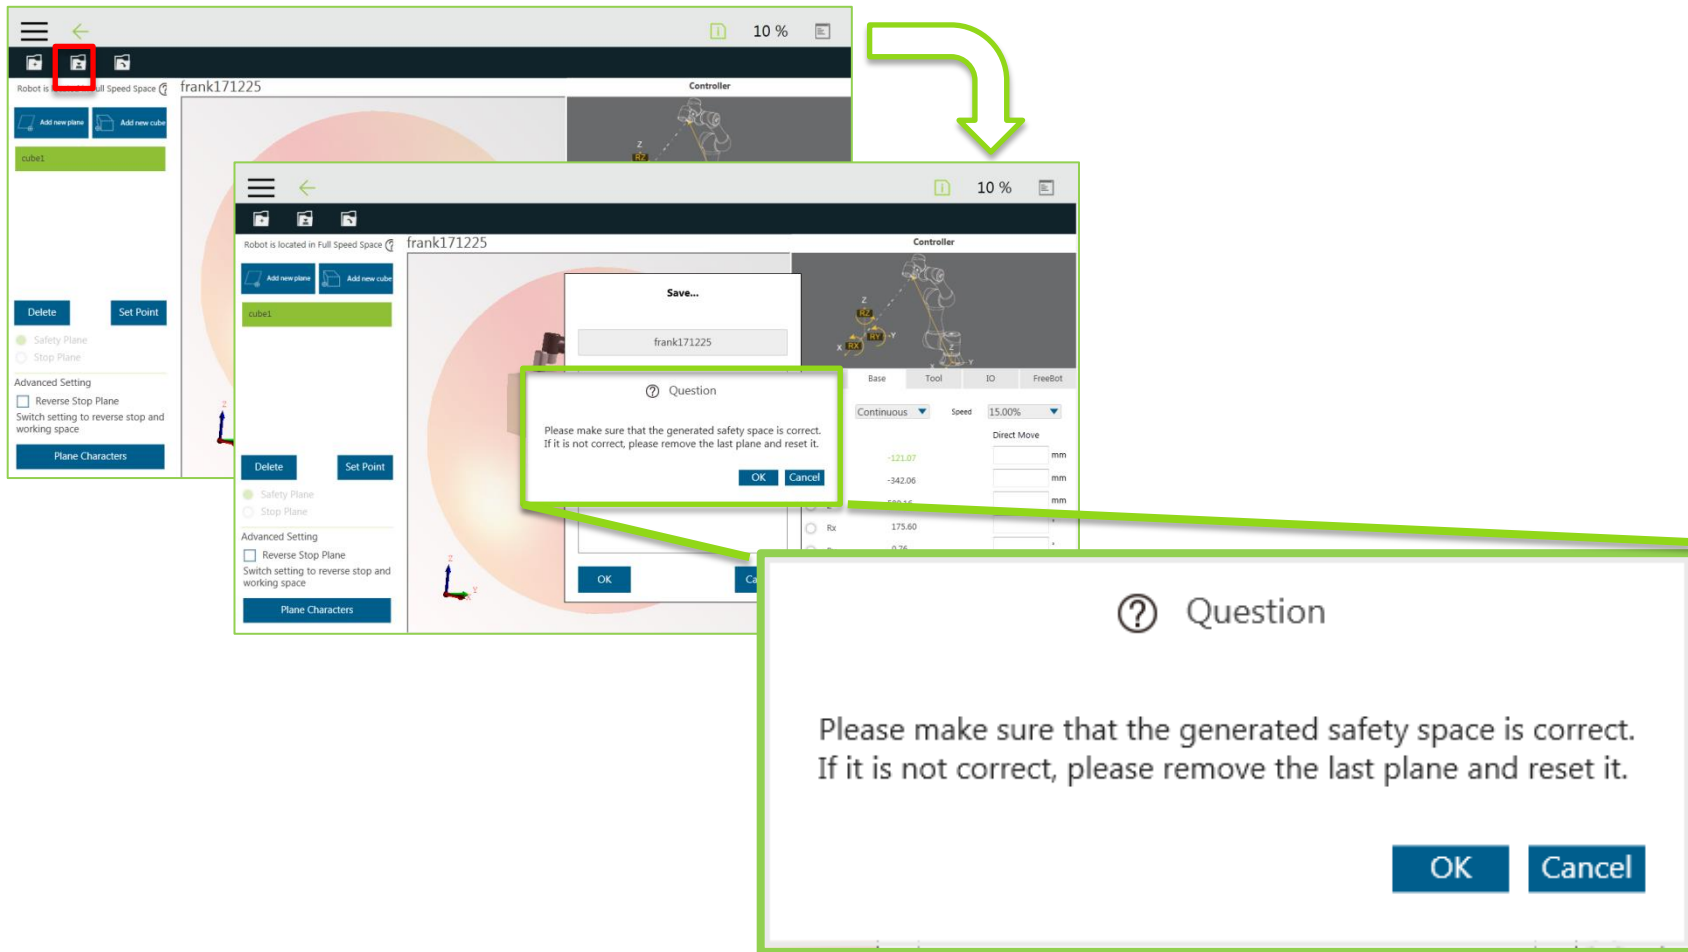 10 %
Robot is
ull Speed Space
frank171225
Controller
Add new plane
Add new cube
cube1
Z
RZ
Delete
Set Point
Safety Plane
Stop Plane
Advanced Setting
Reverse Stop Plane
Switch setting to reverse stop and
working space
Plane Characters
Z
10 %
Robot is located in Full Speed Space
frank171225
Controller
Add new plane
Add new cube
cube1
Save...
frank171225
Z
RZ
RY
Y
X
RX
Z
Y
Base
Tool
IO
FreeBot
Question
Please make sure that the generated safety space is correct.
If it is not correct, please remove the last plane and reset it.
OK
Cancel
Continuous
Speed
15.00%
Direct Move
-121.07
mm
-342.06
mm
mm
Rx
175.60
Delete
Set Point
Safety Plane
Stop Plane
Advanced Setting
Reverse Stop Plane
Switch setting to reverse stop and
working space
Plane Characters
Z
Y
X
OK
Ca
Question
Please make sure that the generated safety space is correct.
If it is not correct, please remove the last plane and reset it.
OK
Cancel